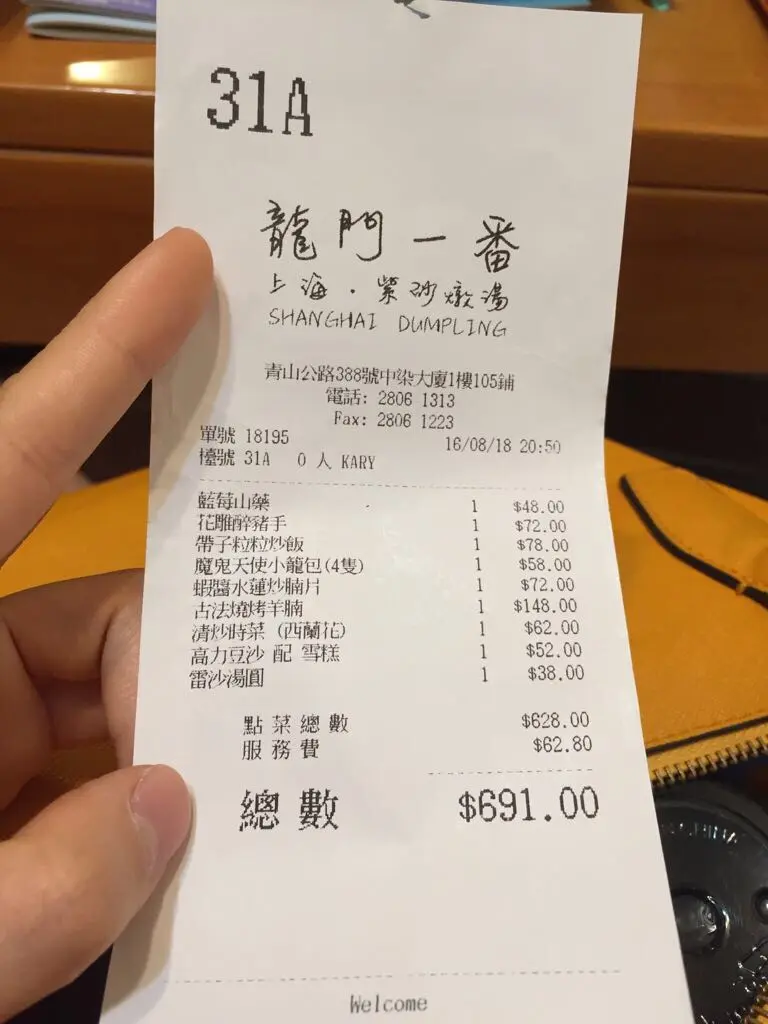 31A
龍門一番
上海·紫砂燉湯
SHANGHAI DUMPLING
青山公路388號中染大廈1樓105鋪
電話: 2806 1313
Fax: 2806 1223
單號 18195 16/08/18 20:50
檯號 31A 0 人 KARY
藍莓山藥 1 $48.00
花雕醉豬手 1 $72.00
帶子粒粒炒飯 1 $78.00
魔鬼天使小籠包(4隻) 1 $58.00
蝦醬水蓮炒腩片 1 $72.00
古法燒烤羊腩 1 $148.00
清炒時菜 (西蘭花) 1 $62.00
高力豆沙 配 雪糕 1 $52.00
雷沙湯圓 1 $38.00
點菜總數 $628.00
服務費 $62.80
總數 $691.00
Welcome